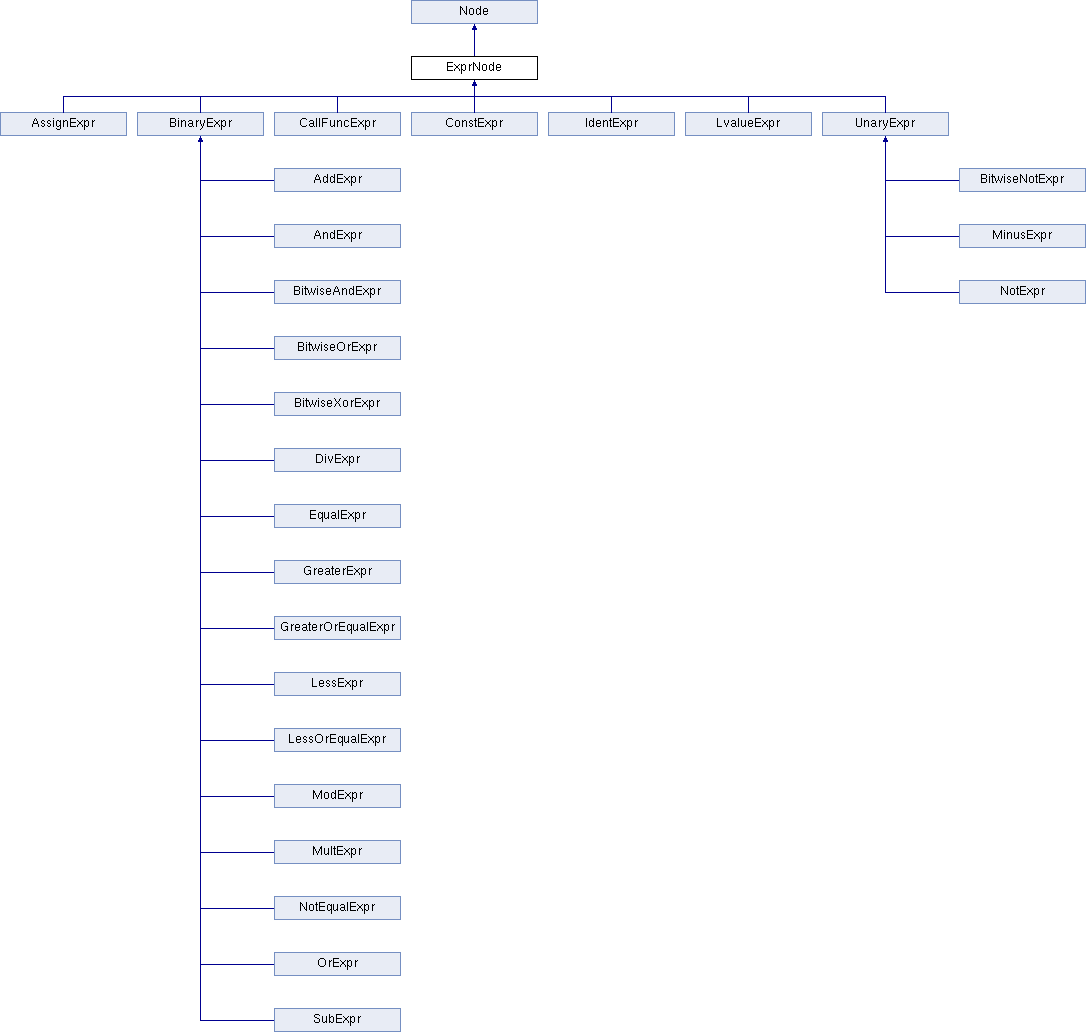 Node
ExprNode
AssignExpr
BinaryExpr
CallFuncExpr
ConstExpr
IdentExpr
LvalueExpr
UnaryExpr
AddExpr
BitwiseNotExpr
AndExpr
MinusExpr
BitwiseAndExpr
NotExpr
BitwiseOrExpr
BitwiseXorExpr
DivExpr
EqualExpr
GreaterExpr
GreaterOrEqualExpr
LessExpr
LessOrEqualExpr
ModExpr
MultExpr
NotEqualExpr
OrExpr
SubExpr